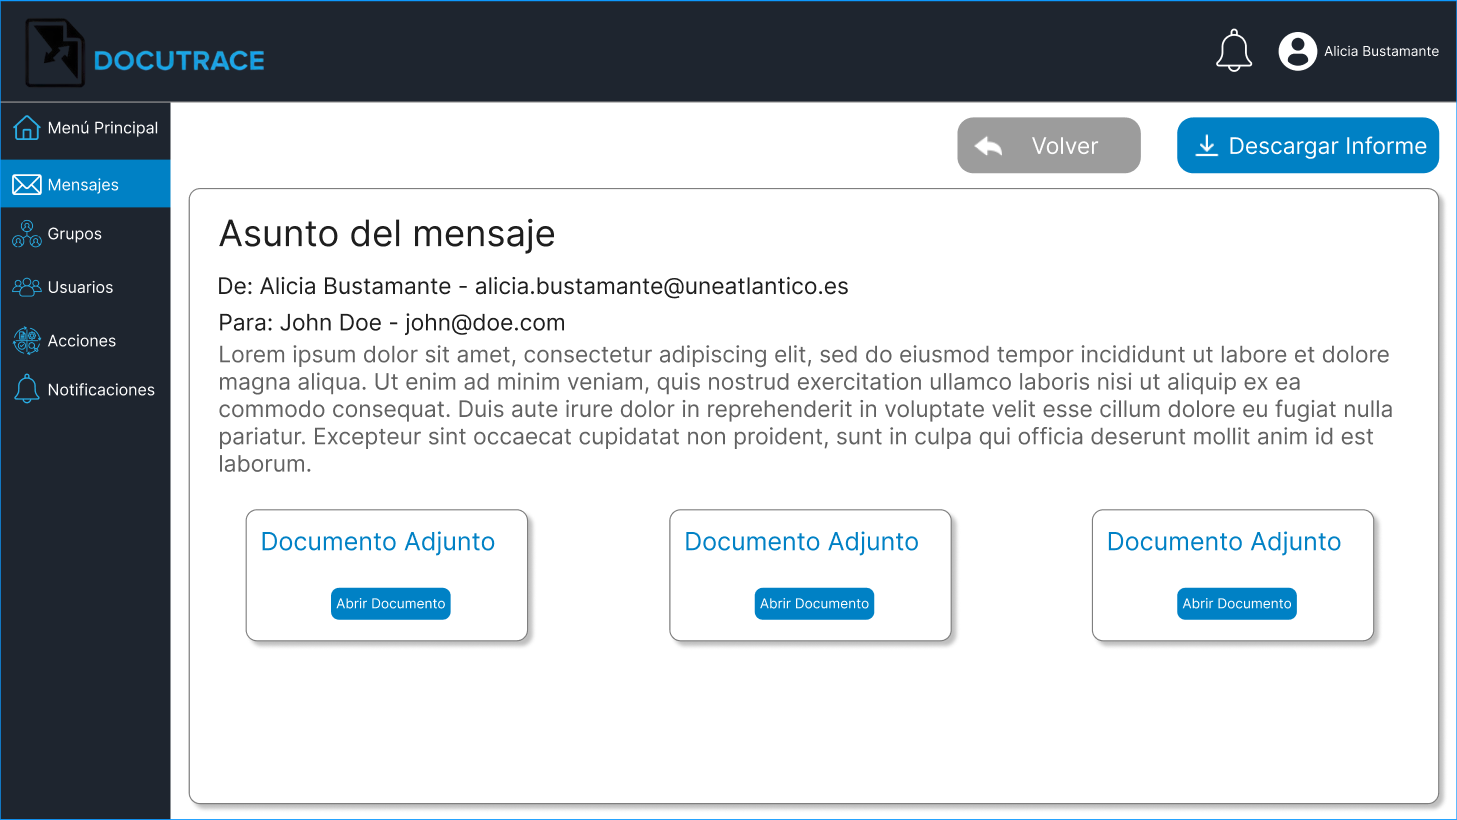 DOCUTRACE
Alicia Bustamante
Menú Principal
Mensajes
Grupos
Usuarios
Acciones
Notificaciones
Volver
Descargar Informe
Asunto del mensaje
De: Alicia Bustamante - alicia.bustamante@uneatlantico.es
Para: John Doe - john@doe.com
Lorem ipsum dolor sit amet, consectetur adipiscing elit, sed do eiusmod tempor incididunt ut labore et dolore
magna aliqua. Ut enim ad minim veniam, quis nostrud exercitation ullamco laboris nisi ut aliquip ex ea
commodo consequat. Duis aute irure dolor in reprehenderit in voluptate velit esse cillum dolore eu fugiat nulla
pariatur. Excepteur sint occaecat cupidatat non proident, sunt in culpa qui officia deserunt mollit anim id est
laborum.
Documento Adjunto
Abrir Documento
Documento Adjunto
Abrir Documento
Documento Adjunto
Abrir Documento